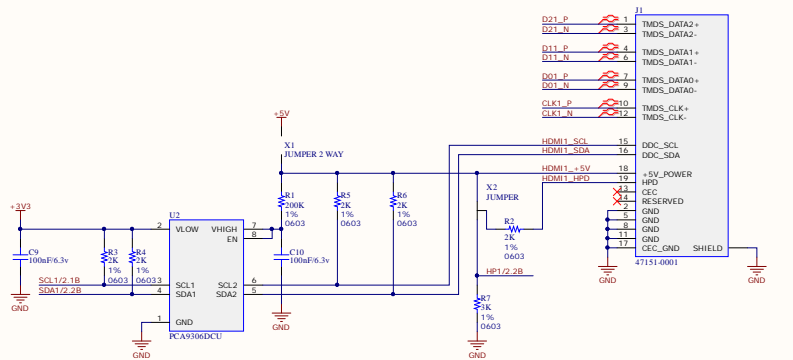 J1
D21_P 1 TMDS_DATA2+
D21_N 3 TMDS_DATA2-
D11_P 4 TMDS_DATA1+
D11_N 6 TMDS_DATA1-
D01_P 7 TMDS_DATA0+
D01_N 9 TMDS_DATA0-
CLK1_P 10 TMDS_CLK+
CLK1_N 12 TMDS_CLK-
+5V
X1
JUMPER 2 WAY
HDMI1_SCL 15 DDC_SCL
HDMI1_SDA 16 DDC_SDA
HDMI1_+5V 18 +5V_POWER
HDMI1_HPD 19 HPD
13 CEC
14 RESERVED
2 GND
5 GND
8 GND
11 GND
17 CEC_GND
SHIELD
47151-0001
GND
GND
X2
JUMPER
R1
200K
1%
0603
R5
2K
1%
0603
R6
2K
1%
0603
R2
2K
1%
0603
+3V3
U2
2 VLOW
VHIGH 7
EN 8
C9
100nF/6.3v
R3
2K
1%
0603
R4
2K
1%
0603
C10
100nF/6.3v
SCL1/2.1B 3 SCL1
SDA1/2.2B 4 SDA1
SCL2 6
SDA2 5
1 GND
PCA9306DCU
GND
GND
GND
HP1/2.2B
R7
3K
1%
0603
GND